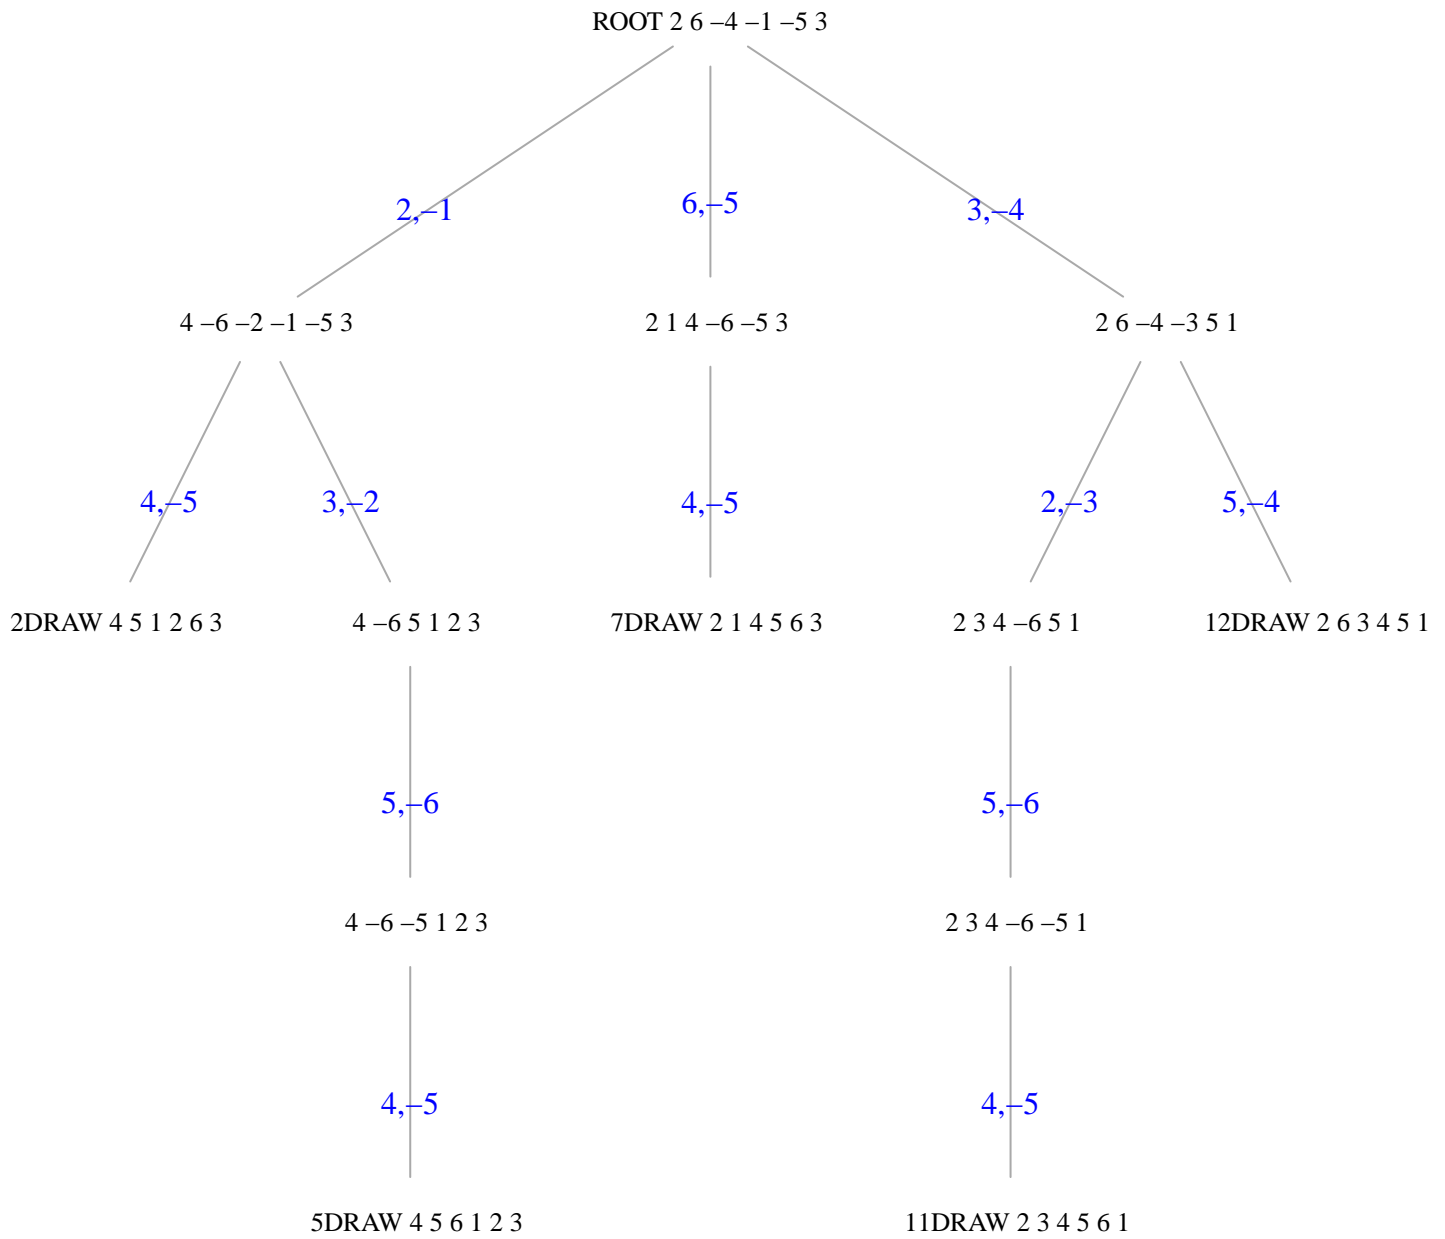 ROOT 2 6 –4 –1 –5 3
2,–1
6,–5
3,–4
4 –6 –2 –1 –5 3
2 1 4 –6 –5 3
2 6 –4 –3 5 1
4,–5
3,–2
4,–5
2,–3
5,–4
2DRAW 4 5 1 2 6 3
4 –6 5 1 2 3
7DRAW 2 1 4 5 6 3
2 3 4 –6 5 1
12DRAW 2 6 3 4 5 1
5,–6
5,–6
4 –6 –5 1 2 3
2 3 4 –6 –5 1
4,–5
4,–5
5DRAW 4 5 6 1 2 3
11DRAW 2 3 4 5 6 1